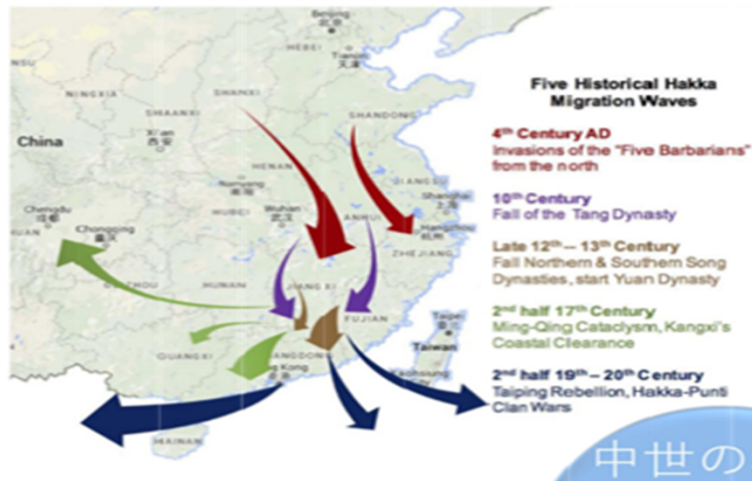 Five Historical Hakka
Migration Waves
4th Century AD
Invasions of the "Five Barbarians"
from the north
10th Century
Fall of the Tang Dynasty
Late 12th – 13th Century
Fall Northern & Southern Song
Dynasties, start Yuan Dynasty
2nd half 17th Century
Ming-Qing Cataclysm, Kangxi's
Coastal Clearance
2nd half 19th – 20th Century
Taiping Rebellion, Hakka-Punti
Clan Wars
Beijing
北京
HEBEI
Tianjin
天津
NINGXIA
SHANXI
SHANDONG
SHAANXI
China
Xi'an
西安
HENAN
JIANGSU
Nanyang
Shanghai
上海
HUBEI
Wuhan
武汉
ANHUI
Hangzhou
杭州
Chengdu
成都
Chongqing
重庆
ZHEJIANG
HUNAN
JIANG XI
FUJIAN
Taipei
Taiwan
GUANGXI
ANGDONG
g Kong
Kaohsiung
City
HAINAN
中世の